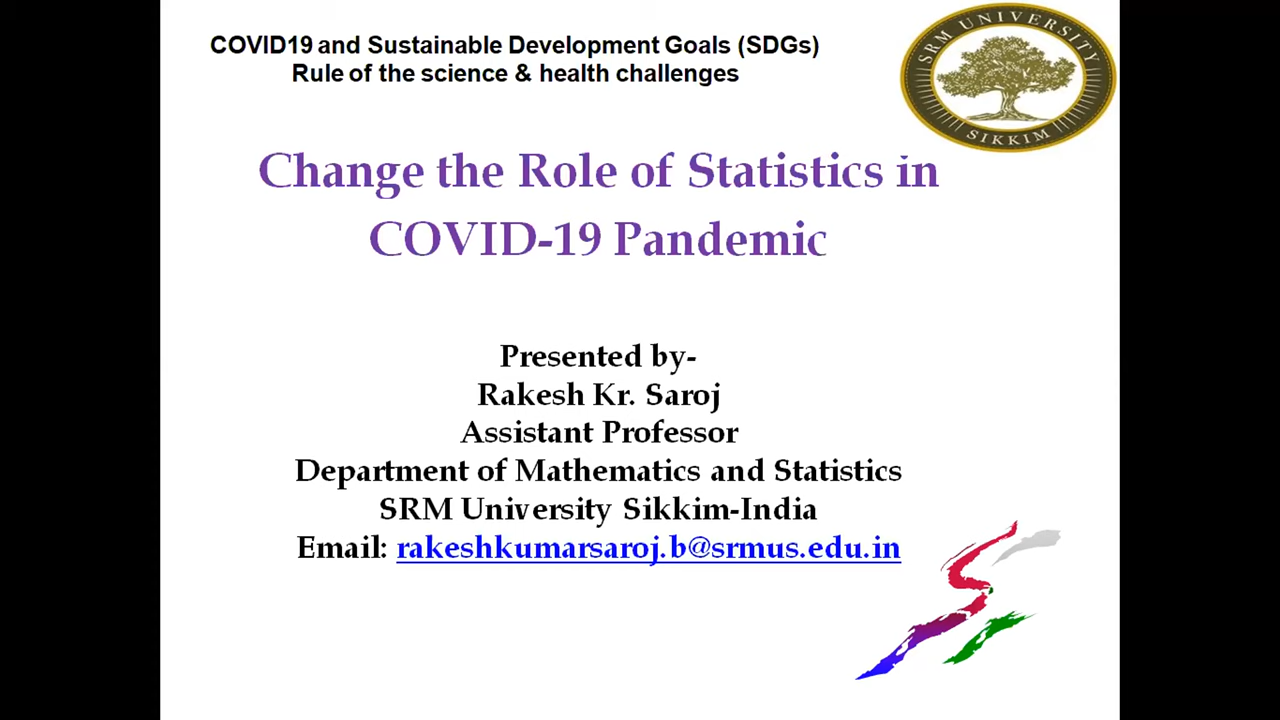 COVID19 and Sustainable Development Goals (SDGs)
Rule of the science & health challenges
SRM UNIVERSITY
SIKKIM
Change the Role of Statistics in
COVID-19 Pandemic
Presented by-
Rakesh Kr. Saroj
Assistant Professor
Department of Mathematics and Statistics
SRM University Sikkim-India
Email: rakeshkumarsaroj.b@srmus.edu.in